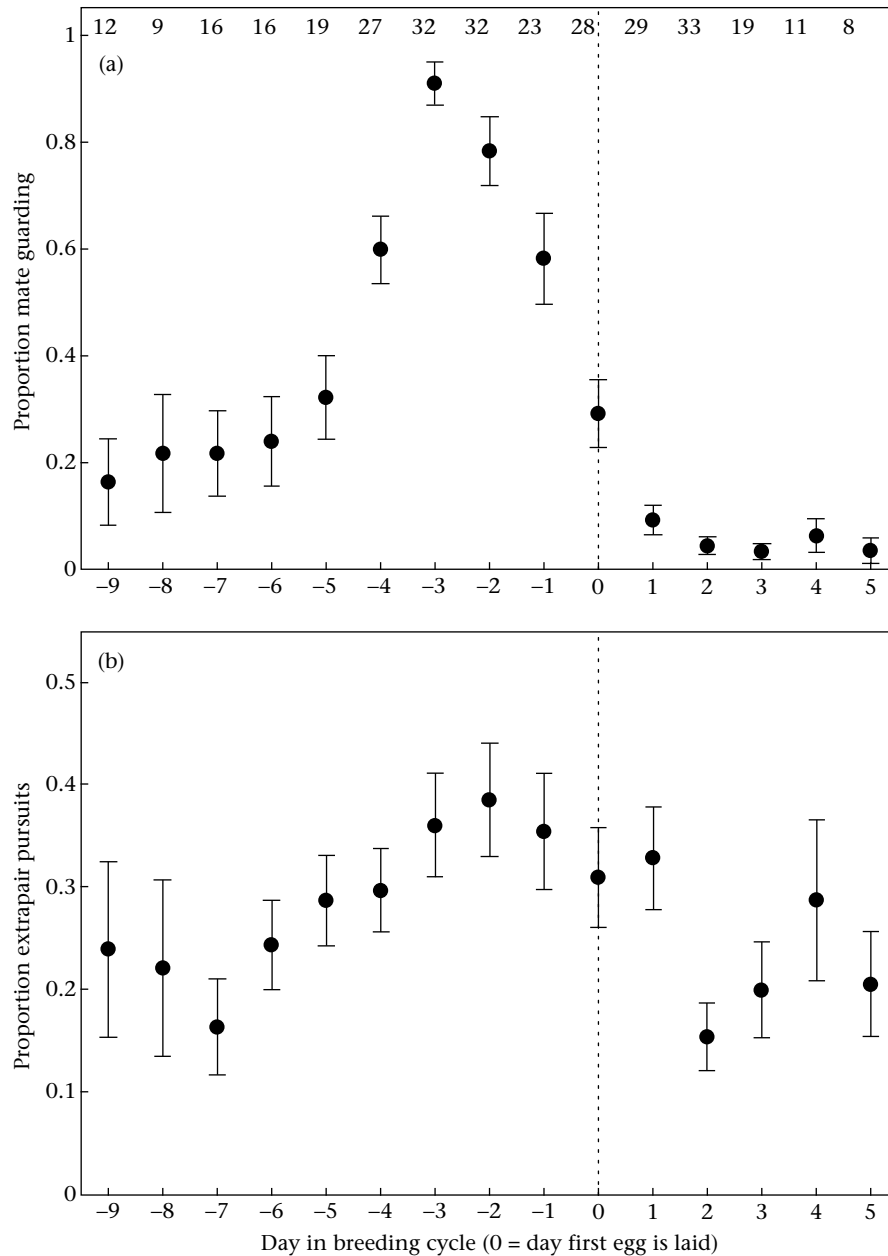 12 9 16 16 19 27 32 32 23 28 29 33 19 11 8
(a)
1
0.8
0.6
0.4
0.2
0
Proportion mate guarding
–9 –8 –7 –6 –5 –4 –3 –2 –1 0 1 2 3 4 5
(b)
0.5
0.4
0.3
0.2
0.1
0
Proportion extrapair pursuits
–9 –8 –7 –6 –5 –4 –3 –2 –1 0 1 2 3 4 5
Day in breeding cycle (0 = day first egg is laid)